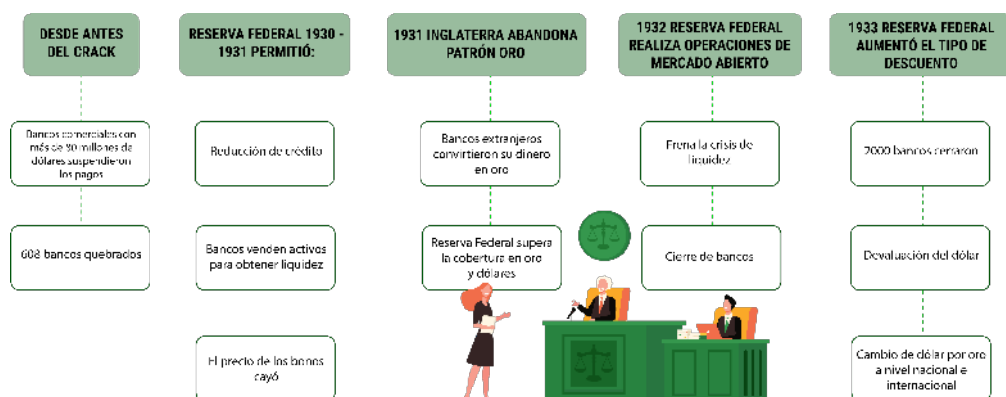 DESDE ANTES
DEL CRACK
Bancos comerciales con
más de 80 millones de
dólares suspendieron
los pagos
608 bancos quebrados
RESERVA FEDERAL 1930 -
1931 PERMITIÓ:
Reducción de crédito
Bancos venden activos
para obtener liquidez
El precio de los bonos
cayó
1931 INGLATERRA ABANDONA
PATRÓN ORO
Bancos extranjeros
convirtieron su dinero
en oro
Reserva Federal supera
la cobertura en oro
y dólares
1932 RESERVA FEDERAL
REALIZA OPERACIONES DE
MERCADO ABIERTO
Frena la crisis de
liquidez
Cierre de bancos
1933 RESERVA FEDERAL
AUMENTÓ EL TIPO DE
DESCUENTO
2000 bancos cerraron
Devaluación del dólar
Cambio de dólar por oro
a nivel nacional e
internacional